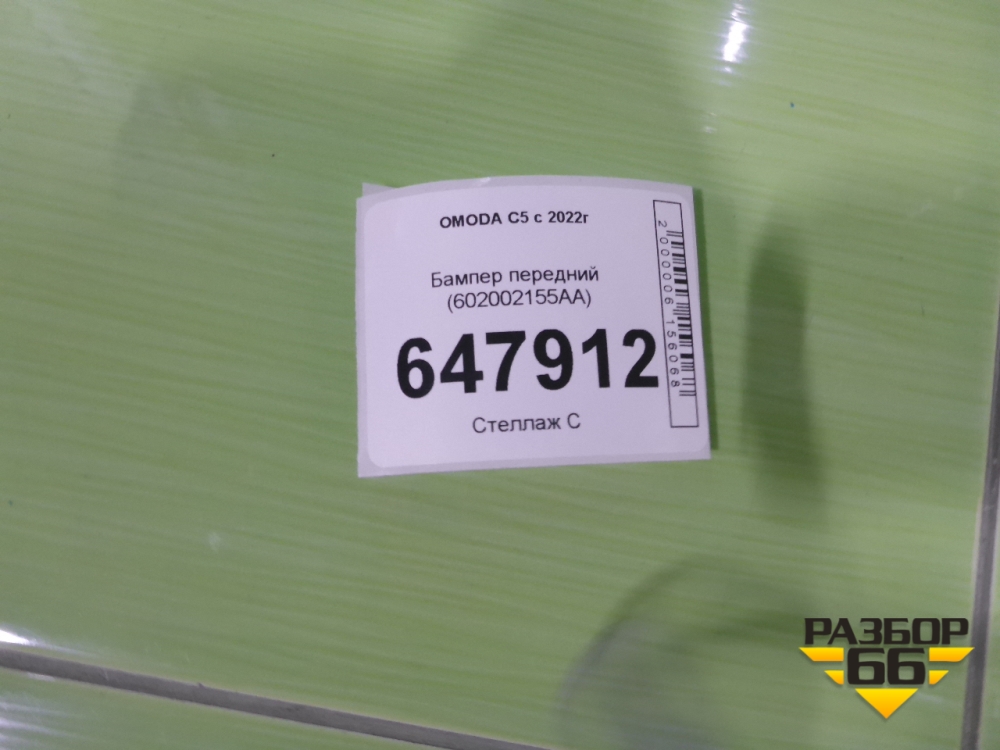 OMODA C5 с 2022г
Бампер передний
(602002155AA)
647912
Стеллаж С
2000006156068
РАЗБОР
66